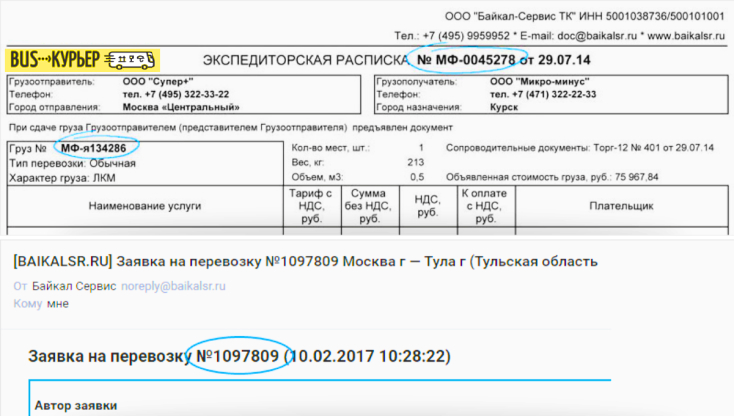 ООО "Байкал-Сервис ТК" ИНН 5001038736/500101001
Тел.: +7 (495) 9959952 * E-mail: doc@baikalsr.ru * www.baikalsr.ru
BUS КУРЬЕР
ЭКСПЕДИТОРСКАЯ РАСПИСКА № МФ-0045278 от 29.07.14
Грузоотправитель: ООО "Супер+"
Телефон: тел. +7 (495) 322-33-22
Город отправления: Москва «Центральный»
Грузополучатель: ООО "Микро-минус"
Телефон: тел. +7 (471) 322-22-33
Город назначения: Курск
При сдаче груза Грузоотправителем (представителем Грузоотправителя) предъявлен документ
Груз № МФ-я134286
Тип перевозки: Обычная
Характер груза: ЛКМ
Кол-во мест, шт.: 1 Сопроводительные документы: Торг-12 № 401 от 29.07.14
Вес, кг: 213
Объем, м3: 0,5 Объявленная стоимость груза, руб.: 75 967,84
Наименование услуги
Тариф с НДС, руб.
Сумма без НДС, руб.
НДС, руб.
К оплате с НДС, руб.
Плательщик
[BAIKALSR.RU] Заявка на перевозку №1097809 Москва г — Тула г (Тульская область
От Байкал Сервис noreply@baikalsr.ru
Кому мне
Заявка на перевозку №1097809 (10.02.2017 10:28:22)
Автор заявки